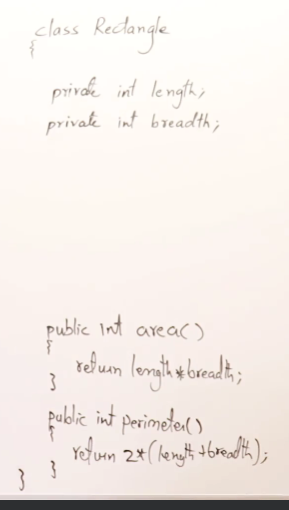 class Rectangle
{
private int length;
private int breadth;
public int area()
{
return length*breadth;
}
public int perimeter()
{
return 2*(length+breadth);
}
}